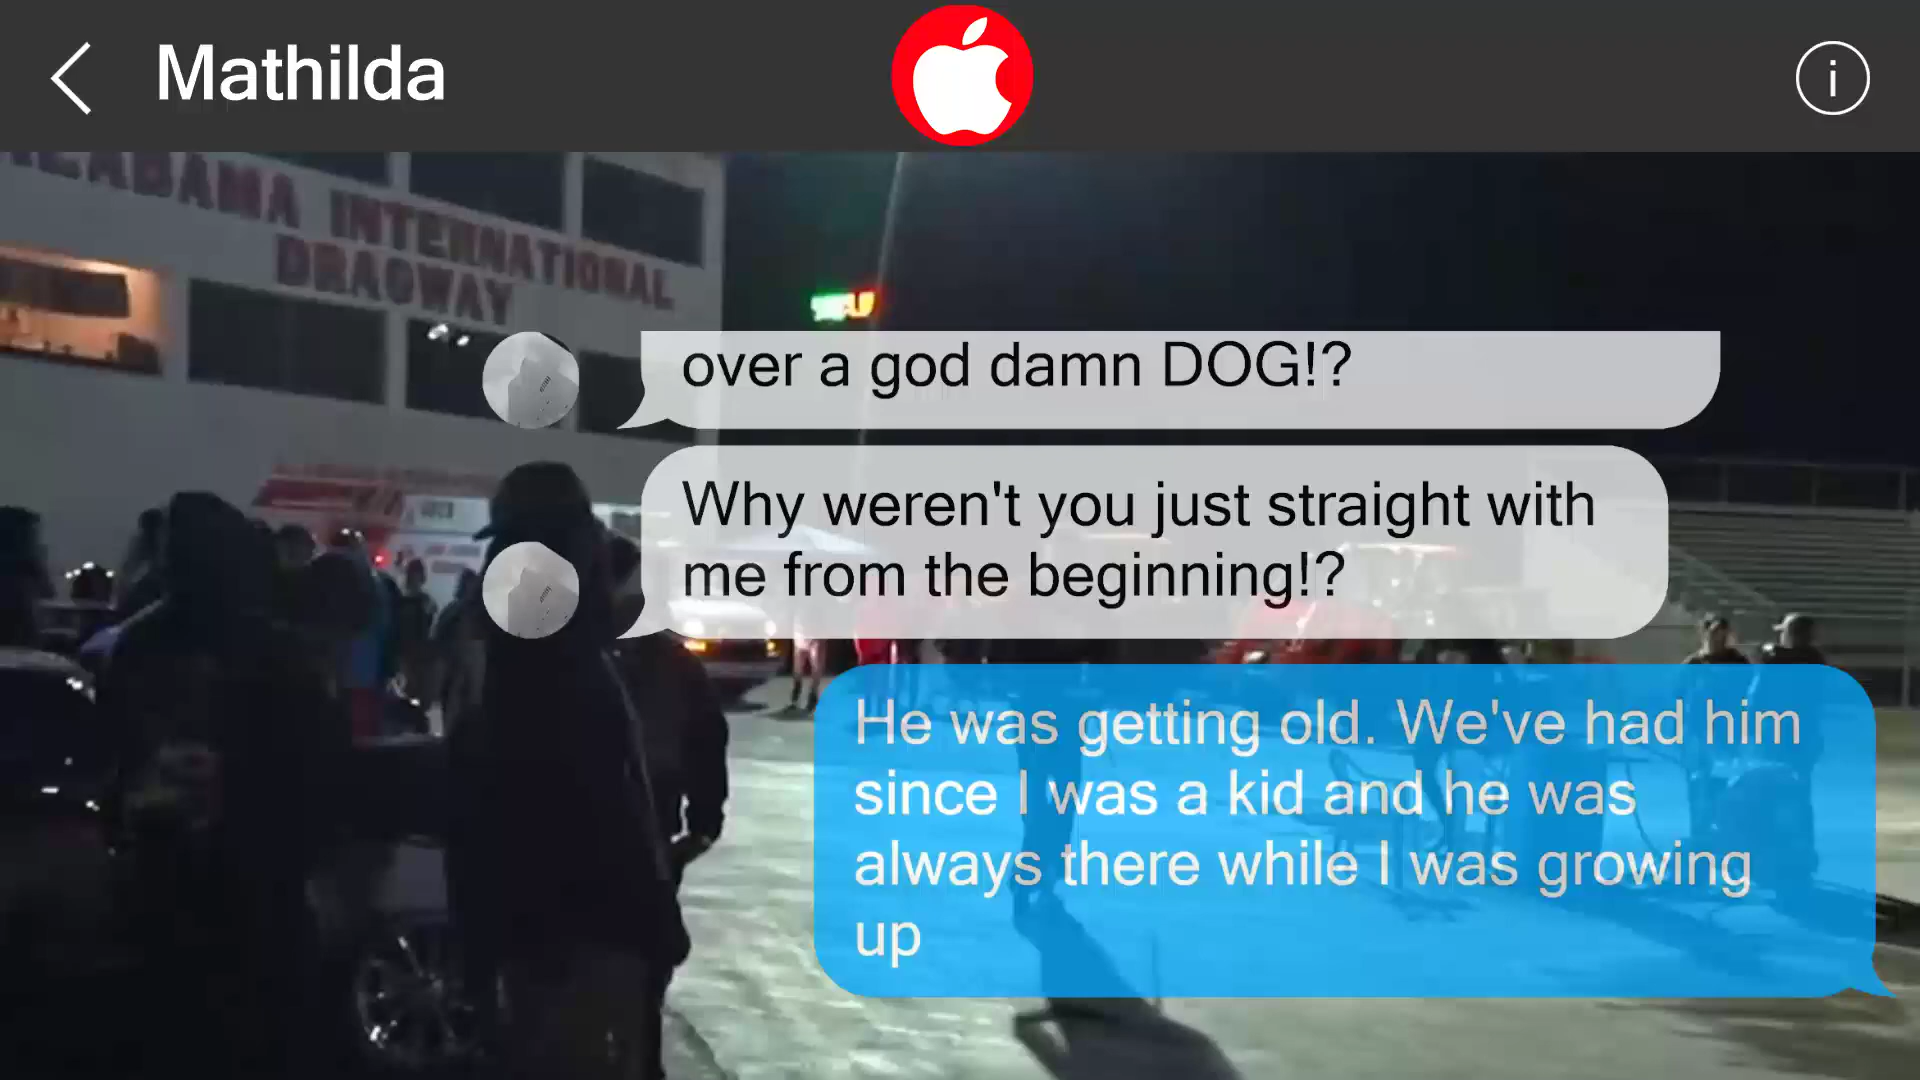 Mathilda
i
ALABAMA INTERNATIONAL
DRAGWAY
over a god damn DOG!?
Why weren't you just straight with
me from the beginning!?
He was getting old. We've had him
since I was a kid and he was
always there while I was growing
up